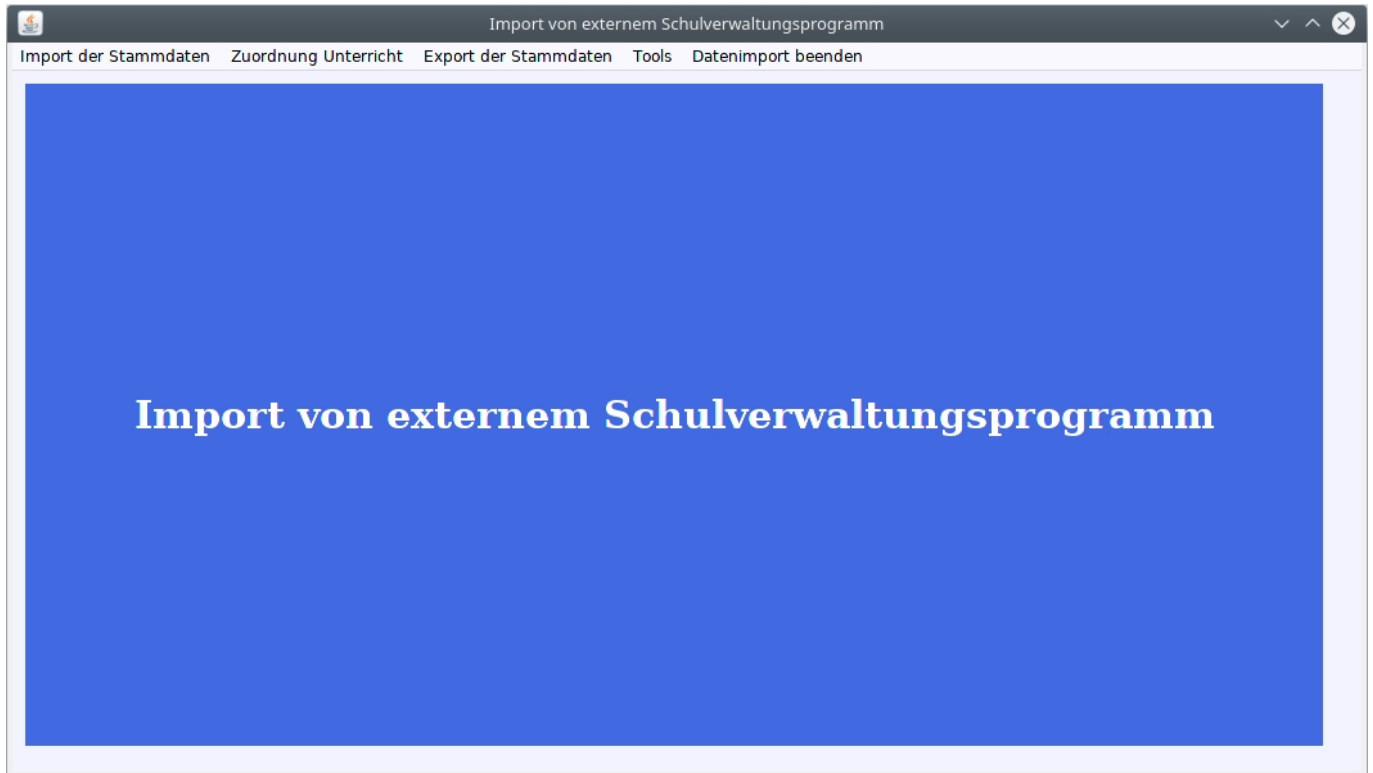 Import von externem Schulverwaltungsprogramm
Import der Stammdaten Zuordnung Unterricht Export der Stammdaten Tools Datenimport beenden
Import von externem Schulverwaltungsprogramm